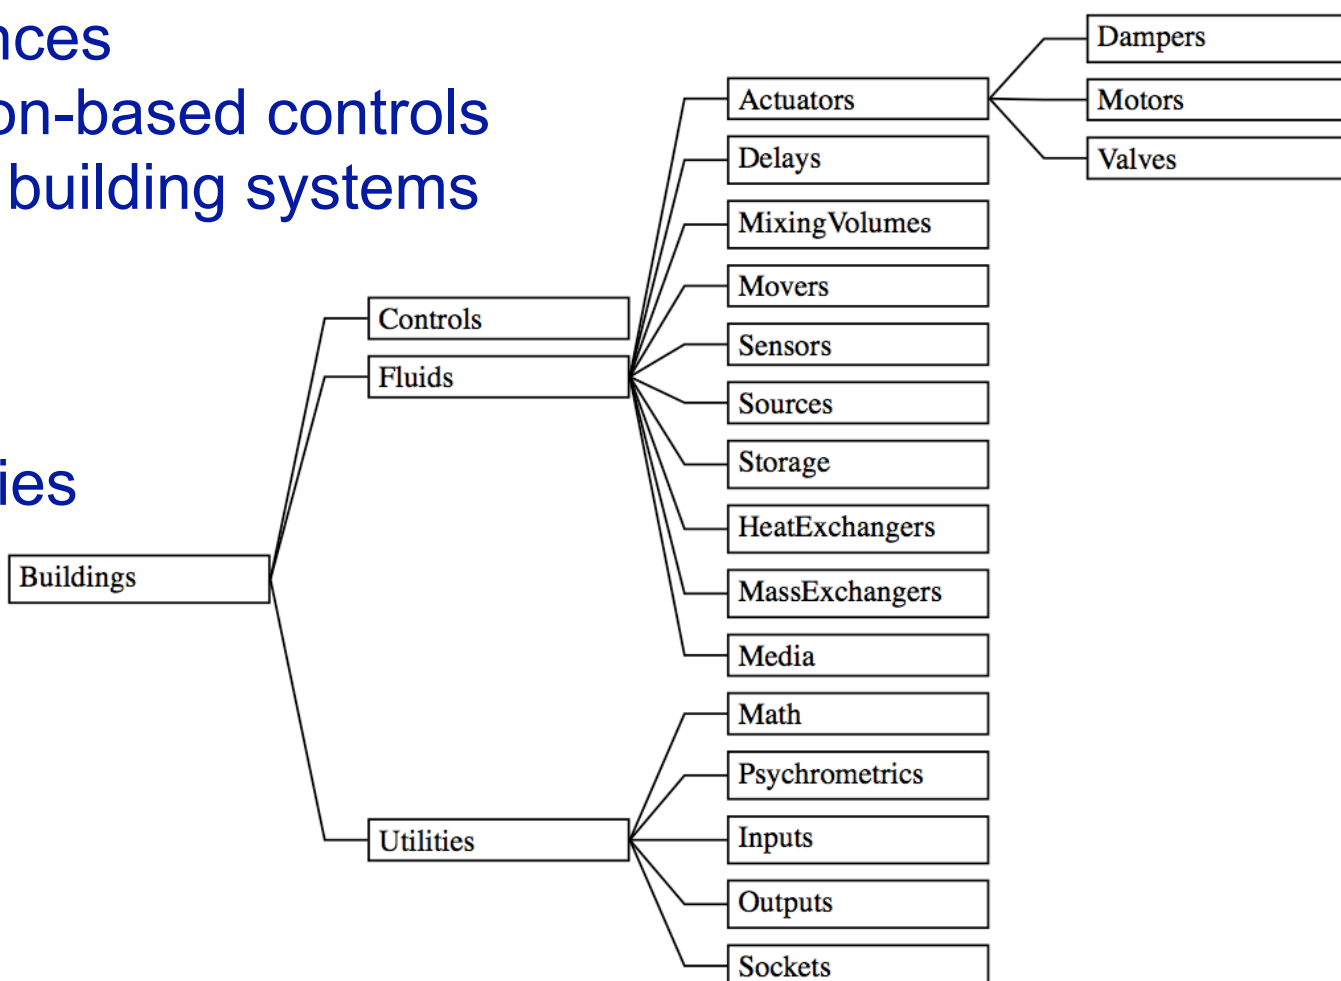 nces
on-based controls
building systems
ies
Buildings
Controls
Fluids
Utilities
Actuators
Delays
MixingVolumes
Movers
Sensors
Sources
Storage
HeatExchangers
MassExchangers
Media
Math
Psychrometrics
Inputs
Outputs
Sockets
Dampers
Motors
Valves